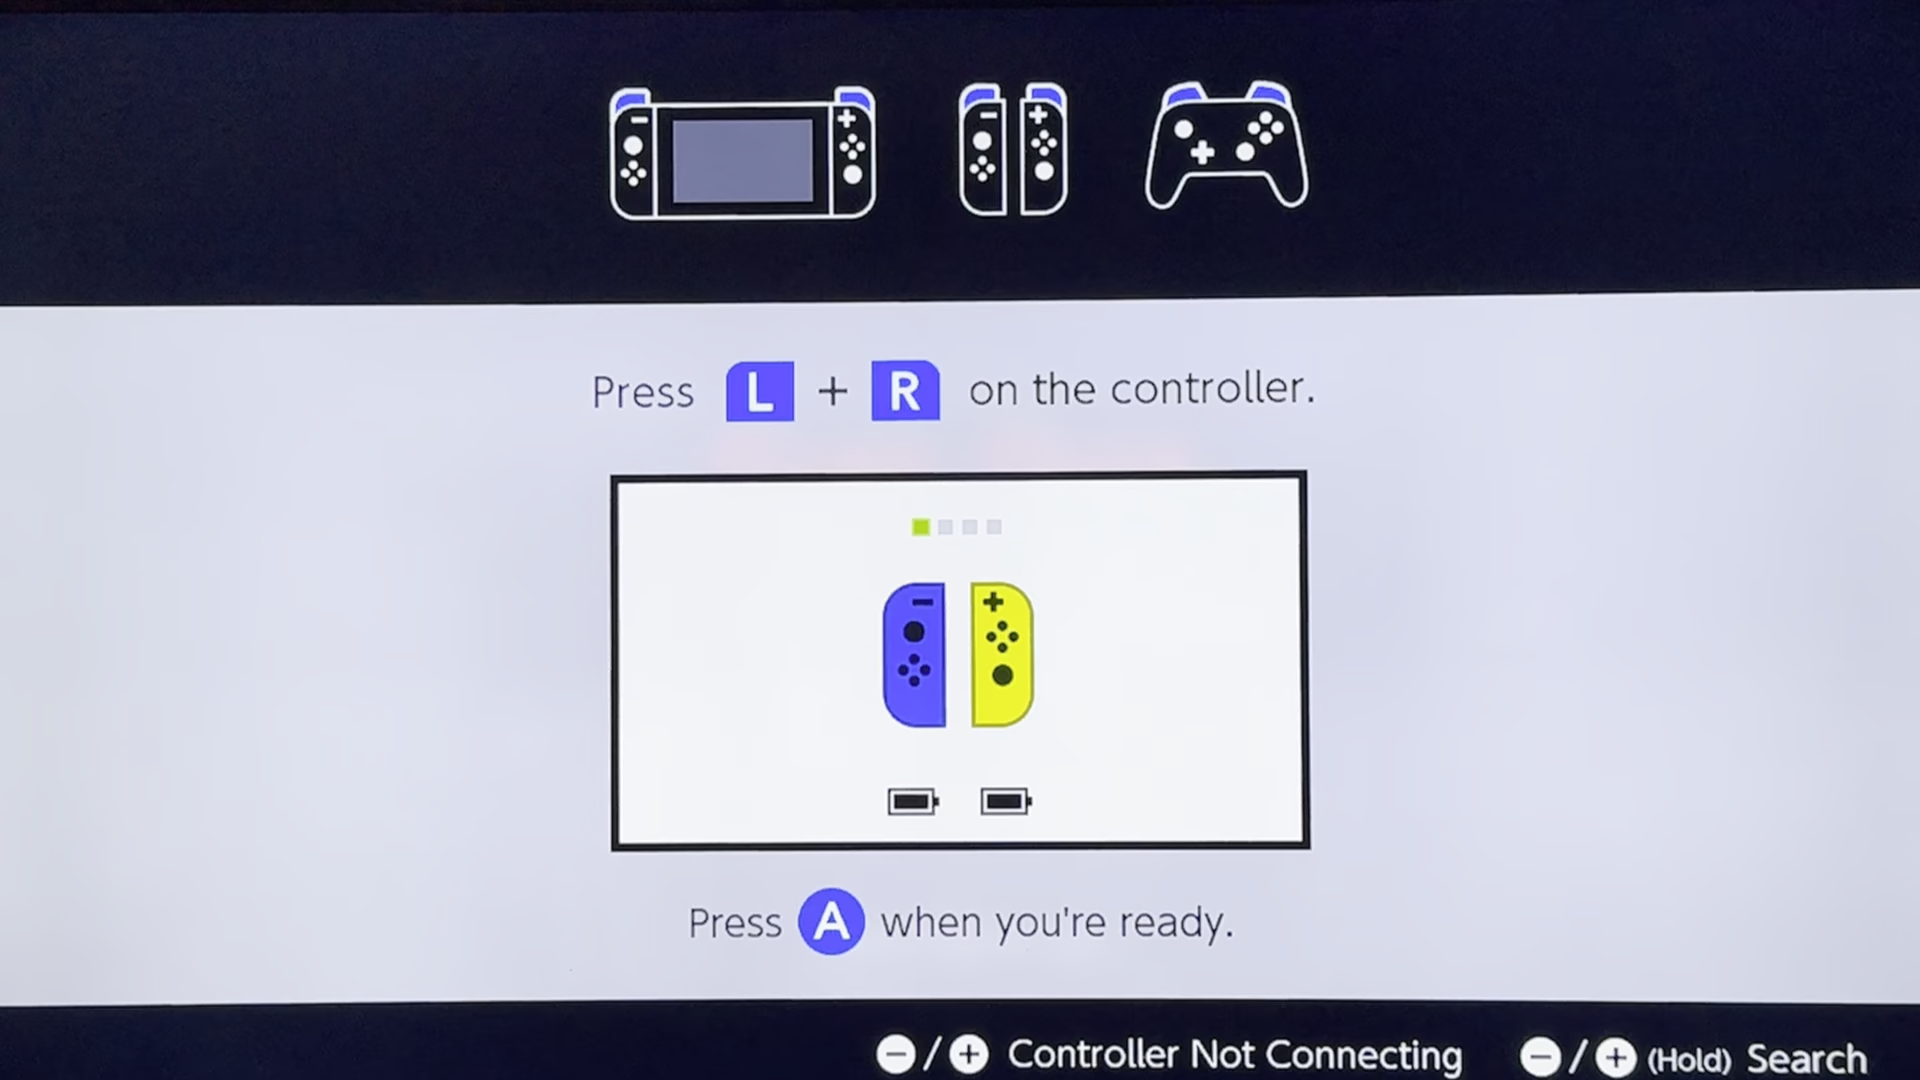 Press L + R on the controller.
Press A when you're ready.
−/+ Controller Not Connecting −/+ (Hold) Search